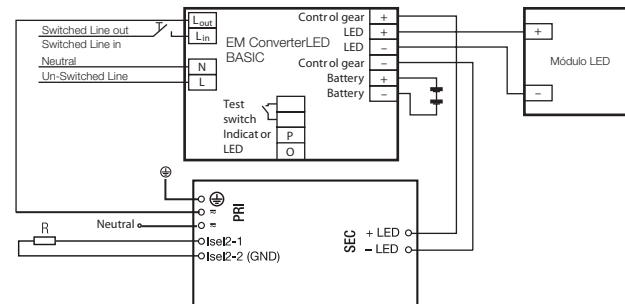 Switched Line out
Switched Line in
Neutral
Un-Switched Line
Lout
Lin
N
L
EM ConverterLED
BASIC
Test
switch
Indicator
LED
P
O
Control gear +
LED +
LED –
Control gear –
Battery +
Battery –
+
–
Módulo LED
PRI
=
≈
Neutral
R
Isel2-1
Isel2-2 (GND)
SEC
+ LED
– LED